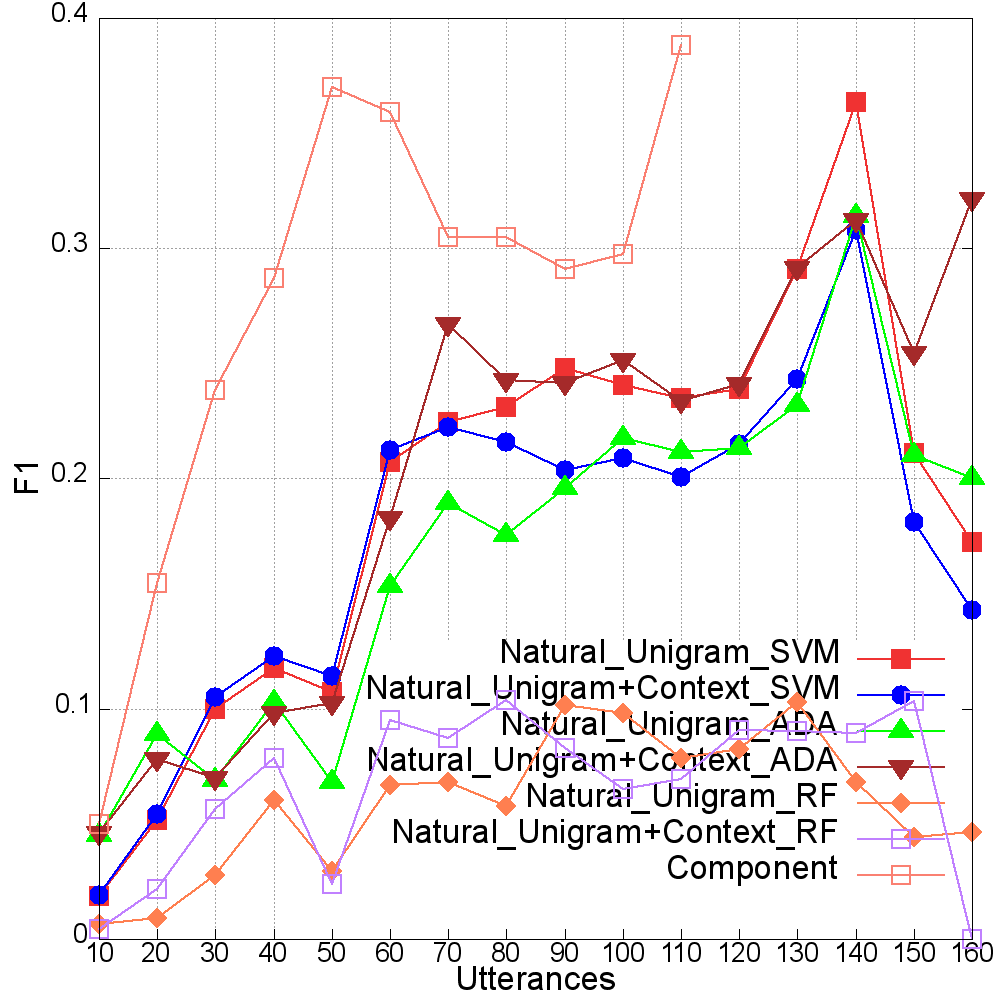 0.4
0.3
0.2
0.1
0
F1
Natural_Unigram_SVM
Natural_Unigram+Context_SVM
Natural_Unigram_ADA
Natural_Unigram+Context_ADA
Natural_Unigram_RF
Natural_Unigram+Context_RF
Component
10 20 30 40 50 60 70 80 90 100 110 120 130 140 150 160
Utterances